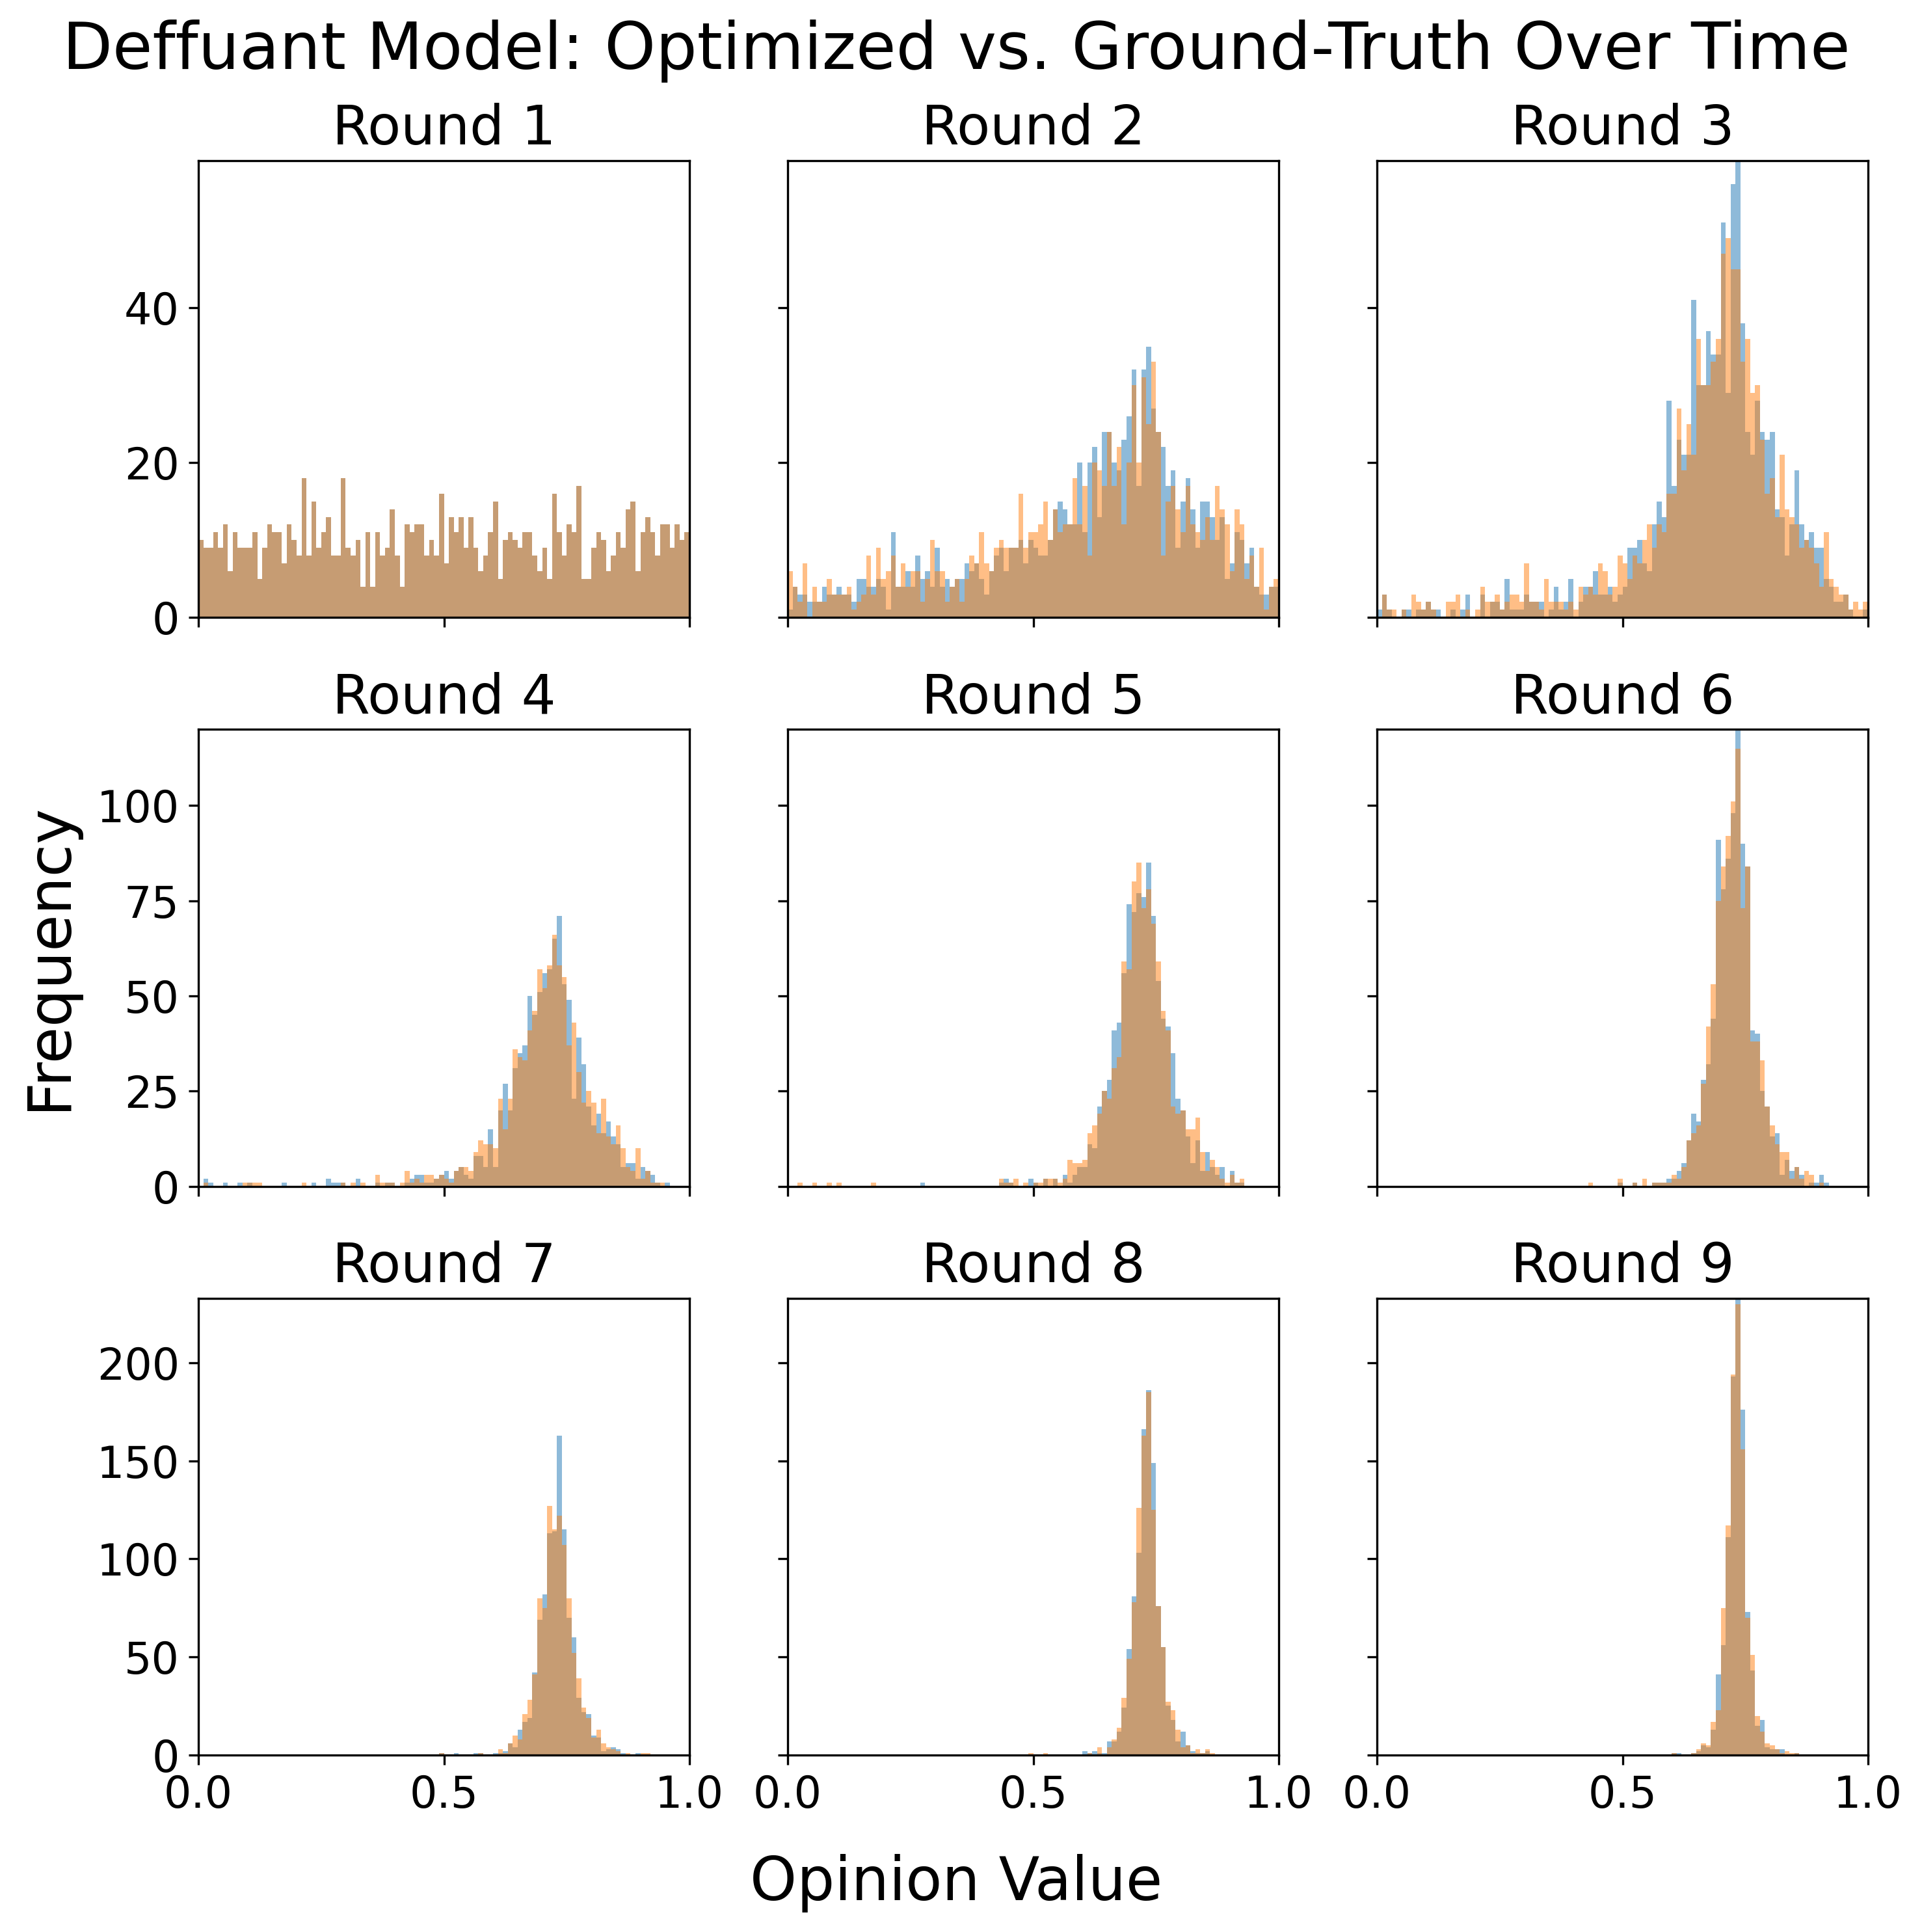 Deffuant Model: Optimized vs. Ground-Truth Over Time
Round 1
Round 2
Round 3
40
20
0
Round 4
Round 5
Round 6
100
75
50
25
0
Frequency
Round 7
Round 8
Round 9
200
150
100
50
0
0.0 0.5 1.0 0.0 0.5 1.0 0.0 0.5 1.0
Opinion Value